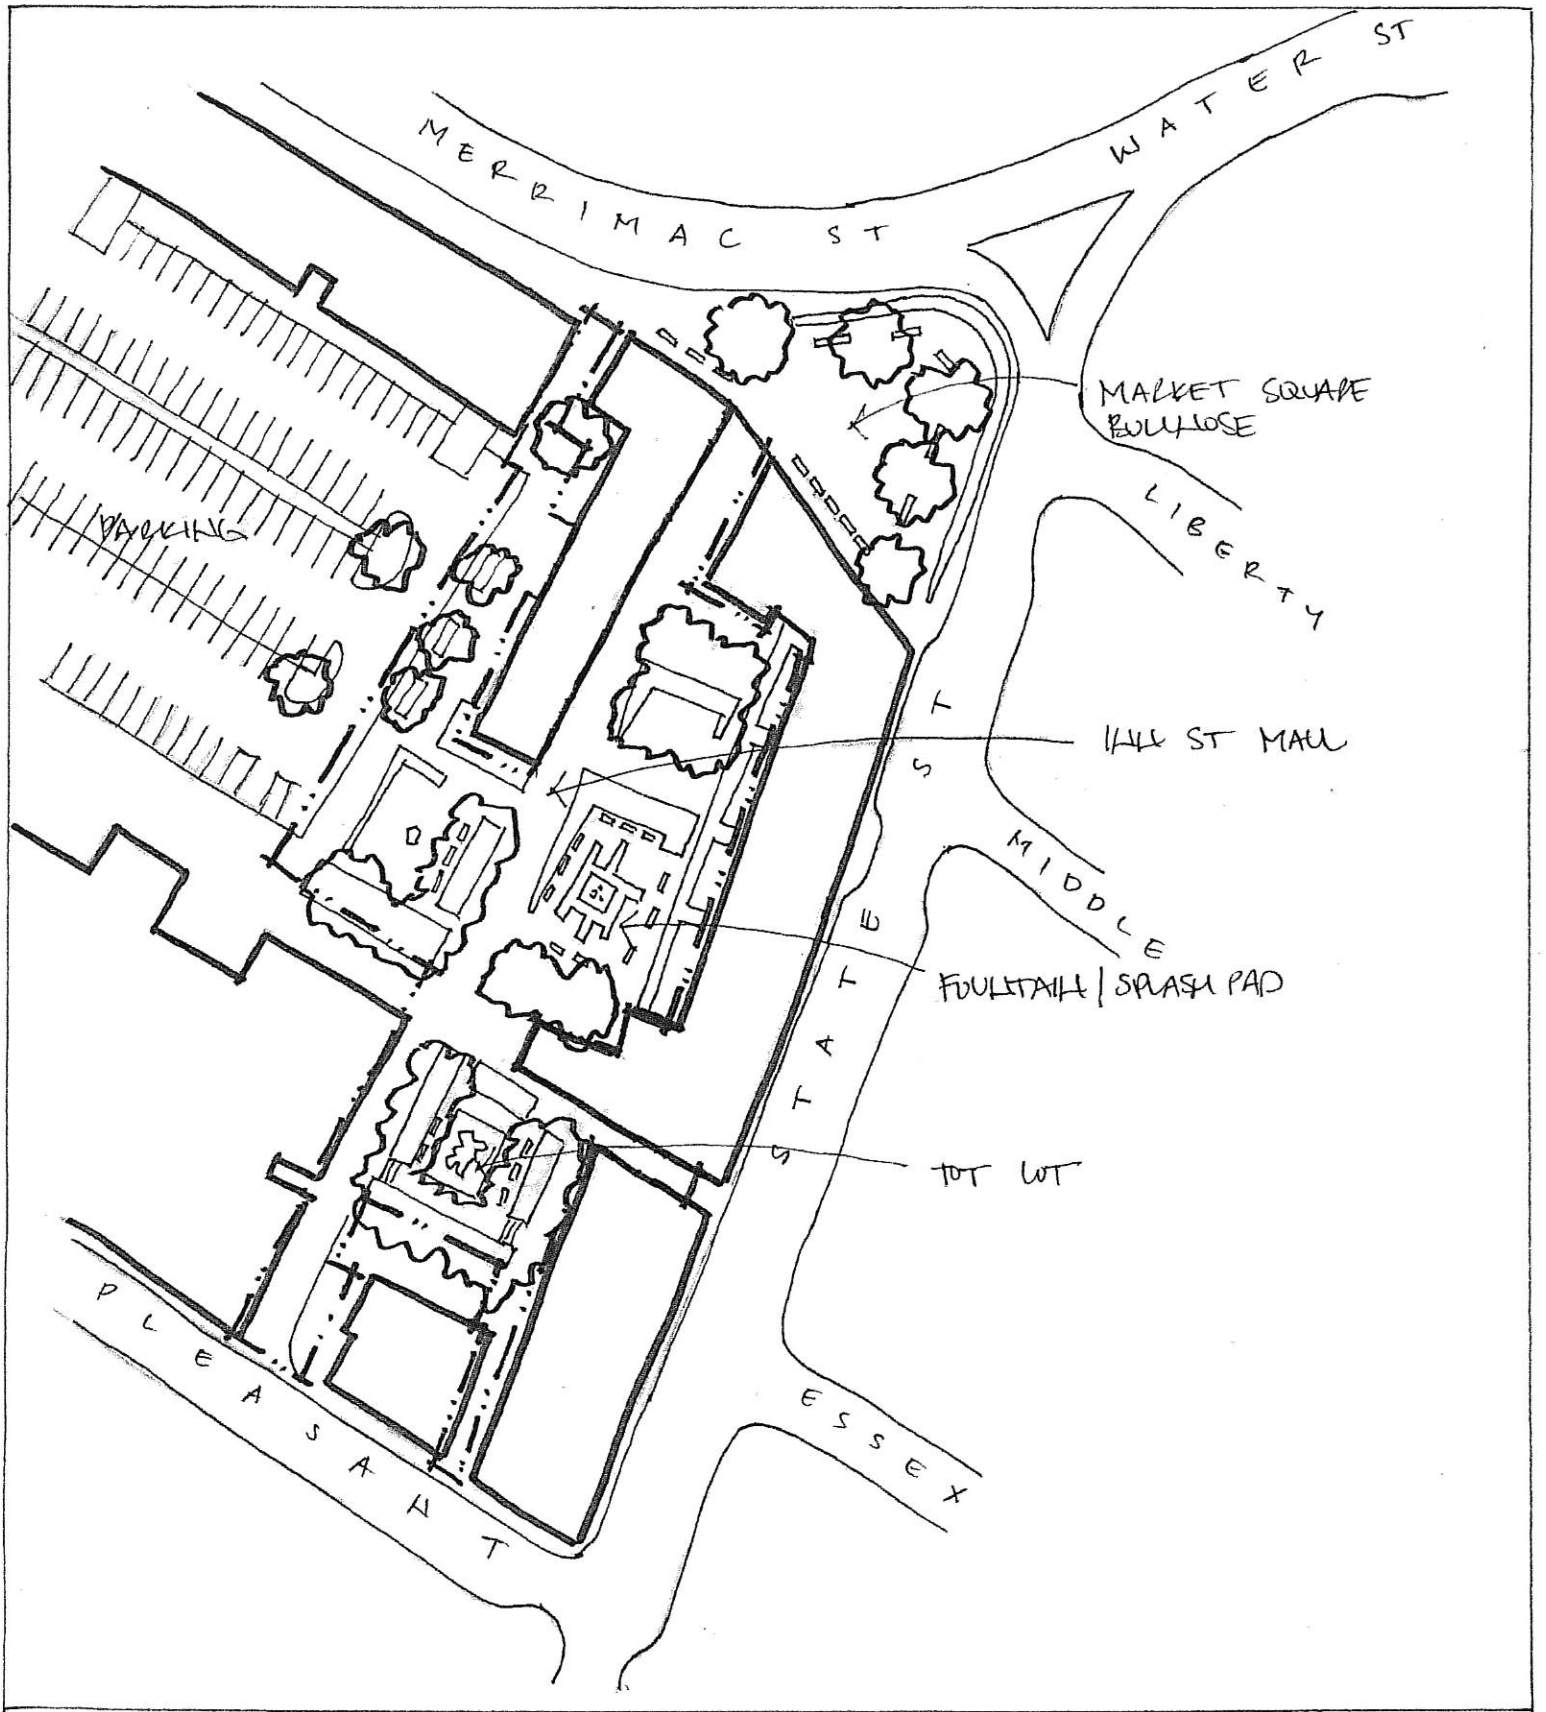 WATER ST
MERRIMAC ST
MARKET SQUARE
BULLNOSE
LIBERTY
PARKING
INN ST MALL
MIDDLE
FOUNTAIN / SPLASH PAD
STATE ST
TOT LOT
PLEASANT
ESSEX